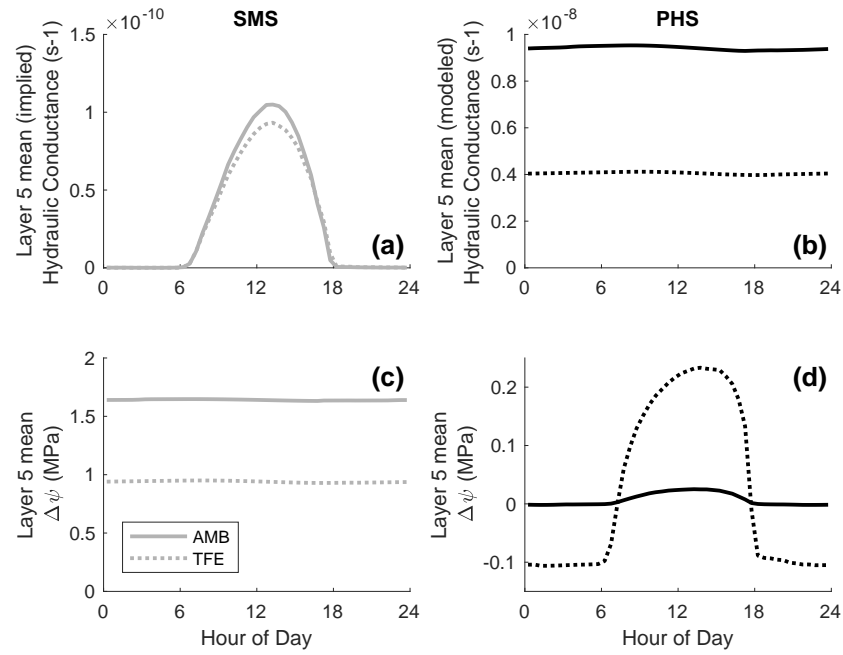 SMS
PHS
×10^-10
×10^-8
Layer 5 mean (implied)
Hydraulic Conductance (s-1)
1.5
1
0.5
0
0
6
12
18
24
(a)
Layer 5 mean (modeled)
Hydraulic Conductance (s-1)
1
0.8
0.6
0.4
0.2
0
0
6
12
18
24
(b)
Layer 5 mean
Δψ (MPa)
2
1.5
1
0.5
0
0
6
12
18
24
Hour of Day
(c)
AMB
TFE
Layer 5 mean
Δψ (MPa)
0.2
0.1
0
-0.1
0
6
12
18
24
Hour of Day
(d)